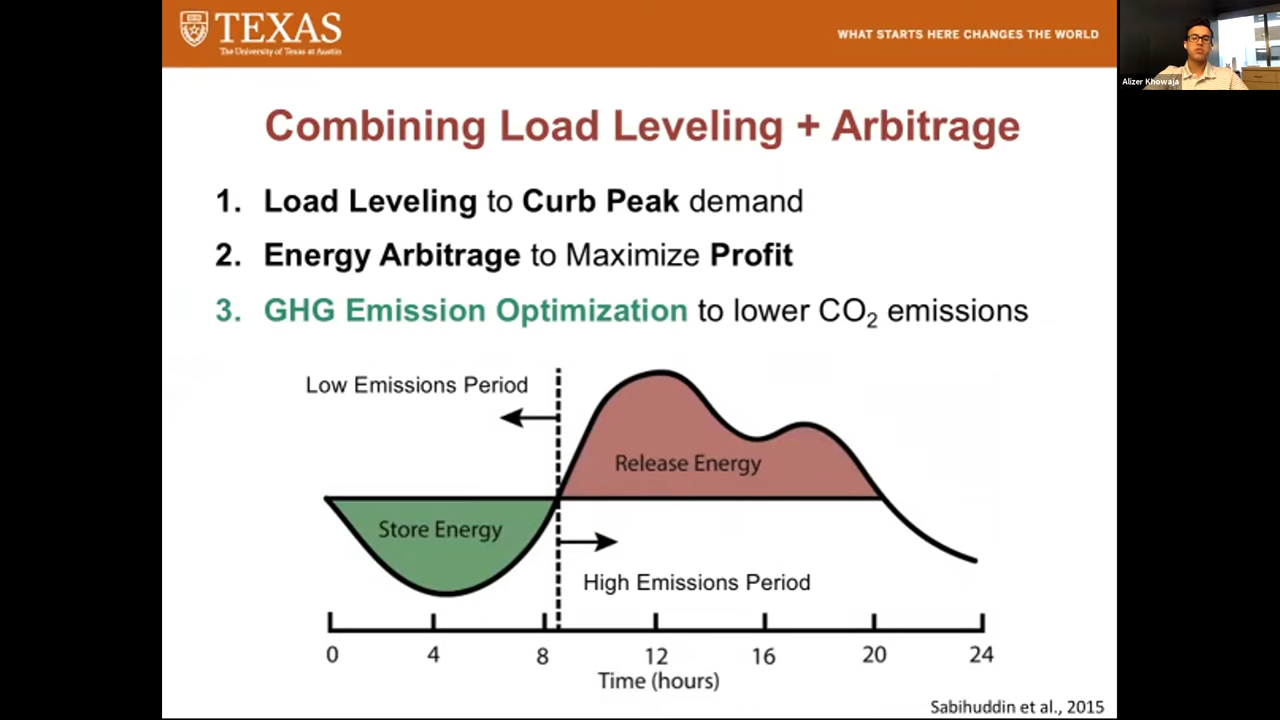 TEXAS
The University of Texas at Austin
WHAT STARTS HERE CHANGES THE WORLD
Alizer Khowaja
Combining Load Leveling + Arbitrage
1. Load Leveling to Curb Peak demand
2. Energy Arbitrage to Maximize Profit
3. GHG Emission Optimization to lower CO₂ emissions
Low Emissions Period
Release Energy
Store Energy
High Emissions Period
0 4 8 12 16 20 24
Time (hours)
Sabihuddin et al., 2015